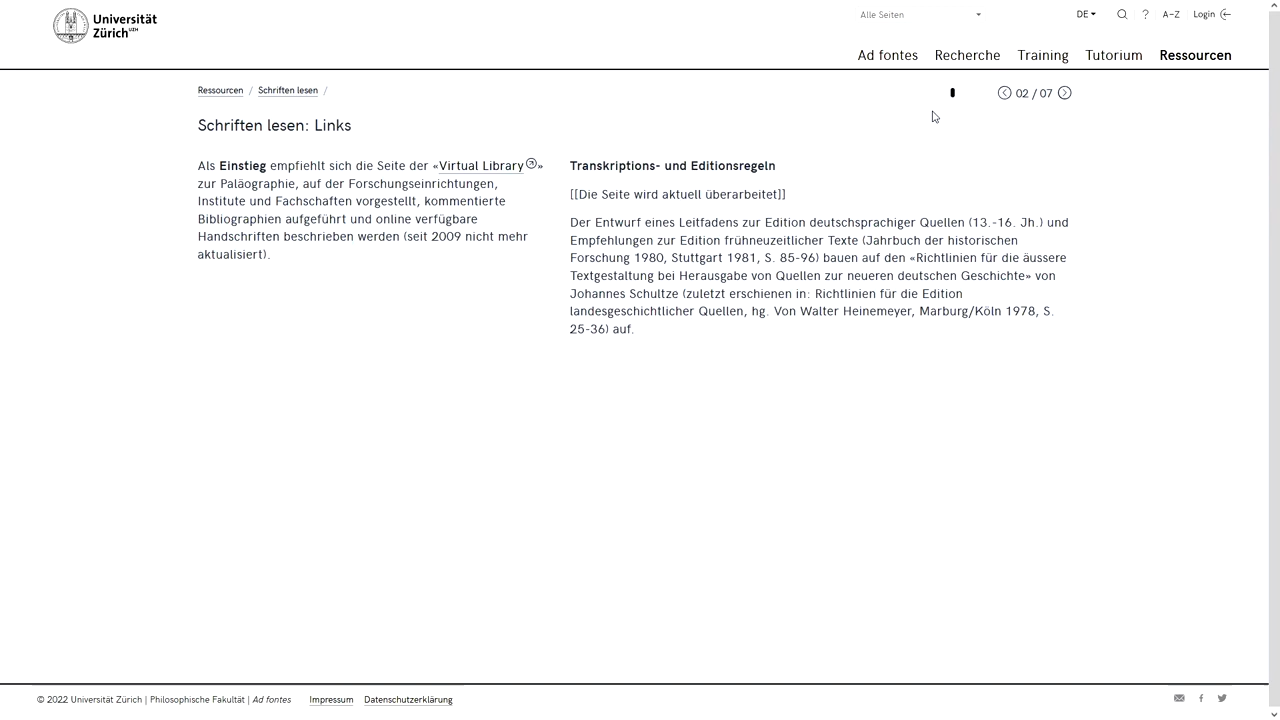 Universität
Zürich UZH
Alle Seiten
DE
?
A–Z
Login
Ad fontes
Recherche
Training
Tutorium
Ressourcen
Ressourcen / Schriften lesen /
02 / 07
Schriften lesen: Links
Als Einstieg empfiehlt sich die Seite der «Virtual Library»
zur Paläographie, auf der Forschungseinrichtungen,
Institute und Fachschaften vorgestellt, kommentierte
Bibliographien aufgeführt und online verfügbare
Handschriften beschrieben werden (seit 2009 nicht mehr
aktualisiert).
Transkriptions- und Editionsregeln
[[Die Seite wird aktuell überarbeitet]]
Der Entwurf eines Leitfadens zur Edition deutschsprachiger Quellen (13.-16. Jh.) und
Empfehlungen zur Edition frühneuzeitlicher Texte (Jahrbuch der historischen
Forschung 1980, Stuttgart 1981, S. 85-96) bauen auf den «Richtlinien für die äussere
Textgestaltung bei Herausgabe von Quellen zur neueren deutschen Geschichte» von
Johannes Schultze (zuletzt erschienen in: Richtlinien für die Edition
landesgeschichtlicher Quellen, hg. Von Walter Heinemeyer, Marburg/Köln 1978, S.
25-36) auf.
© 2022 Universität Zürich | Philosophische Fakultät | Ad fontes
Impressum
Datenschutzerklärung